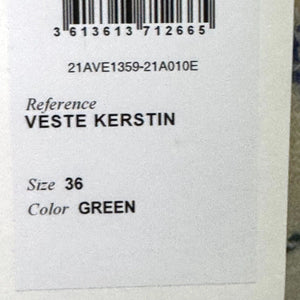 3613613712665
21AVE1359-21A010E
Reference
VESTE KERSTIN
Size 36
Color GREEN